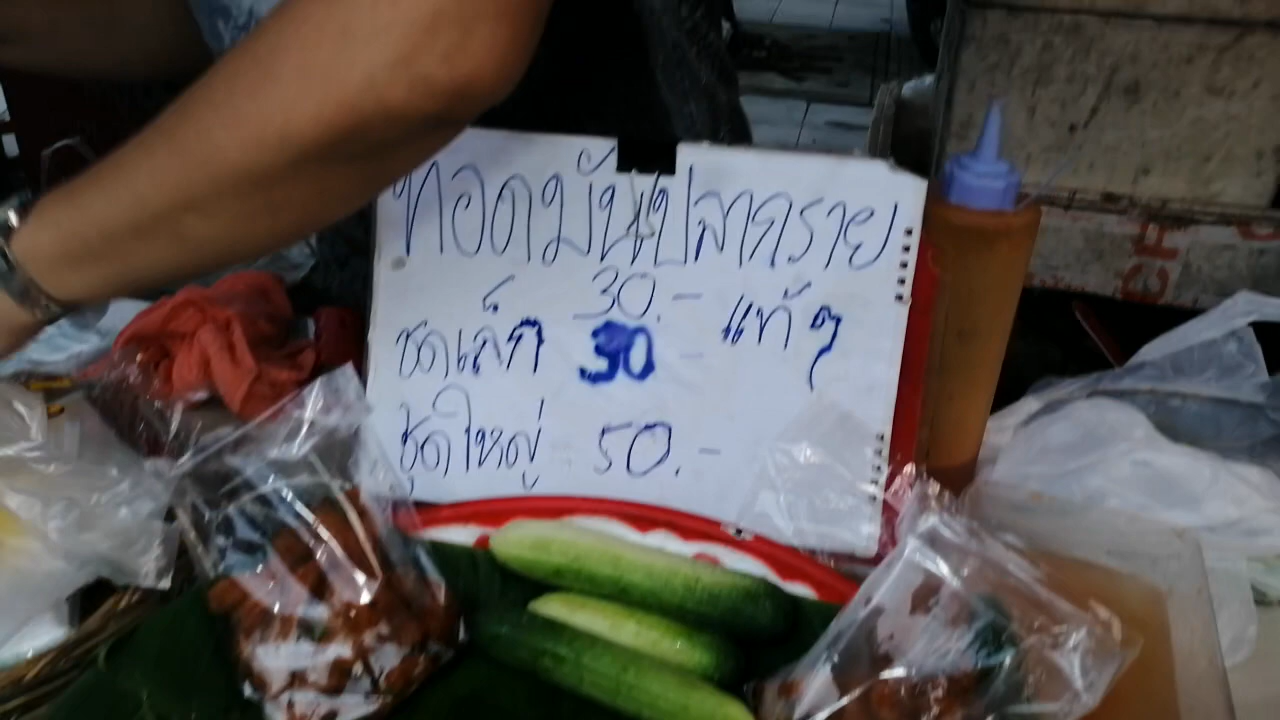 ทอดมันปลากราย
30.-
ชุดเล็ก 30 - แท้ๆ
ชุดใหญ่ 50.-
CH